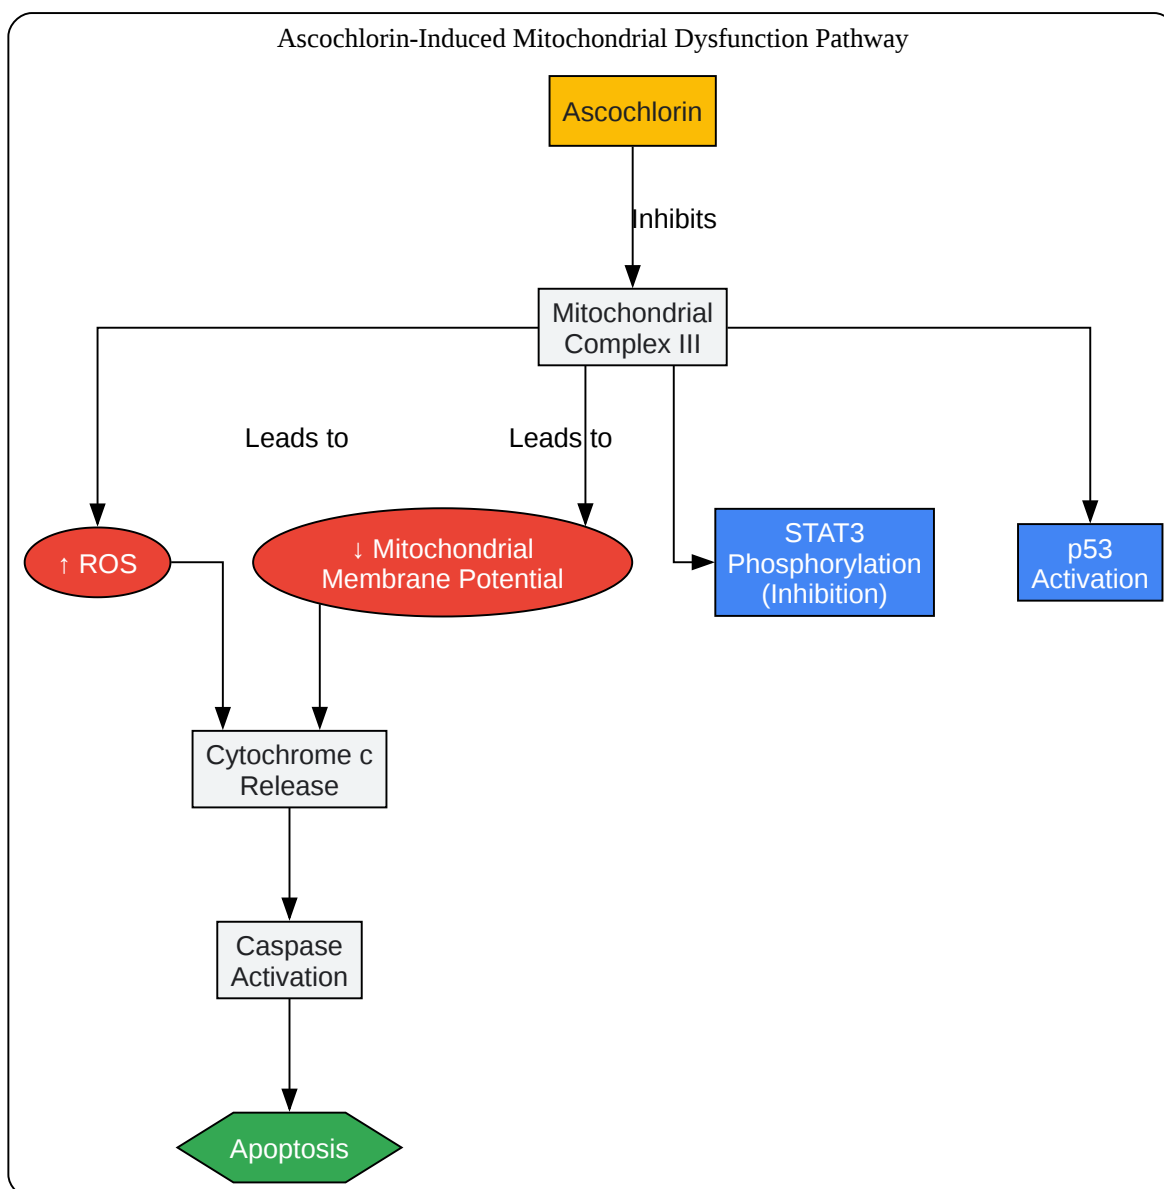 Ascochlorin-Induced Mitochondrial Dysfunction Pathway
Ascochlorin
Inhibits
Mitochondrial
Complex III
Leads to
Leads to
↑ ROS
↓ Mitochondrial
Membrane Potential
STAT3
Phosphorylation
(Inhibition)
p53
Activation
Cytochrome c
Release
Caspase
Activation
Apoptosis